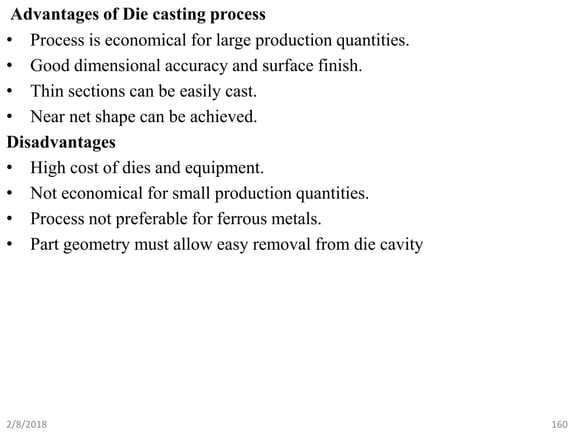 Advantages of Die casting process
• Process is economical for large production quantities.
• Good dimensional accuracy and surface finish.
• Thin sections can be easily cast.
• Near net shape can be achieved.
Disadvantages
• High cost of dies and equipment.
• Not economical for small production quantities.
• Process not preferable for ferrous metals.
• Part geometry must allow easy removal from die cavity
2/8/2018 160